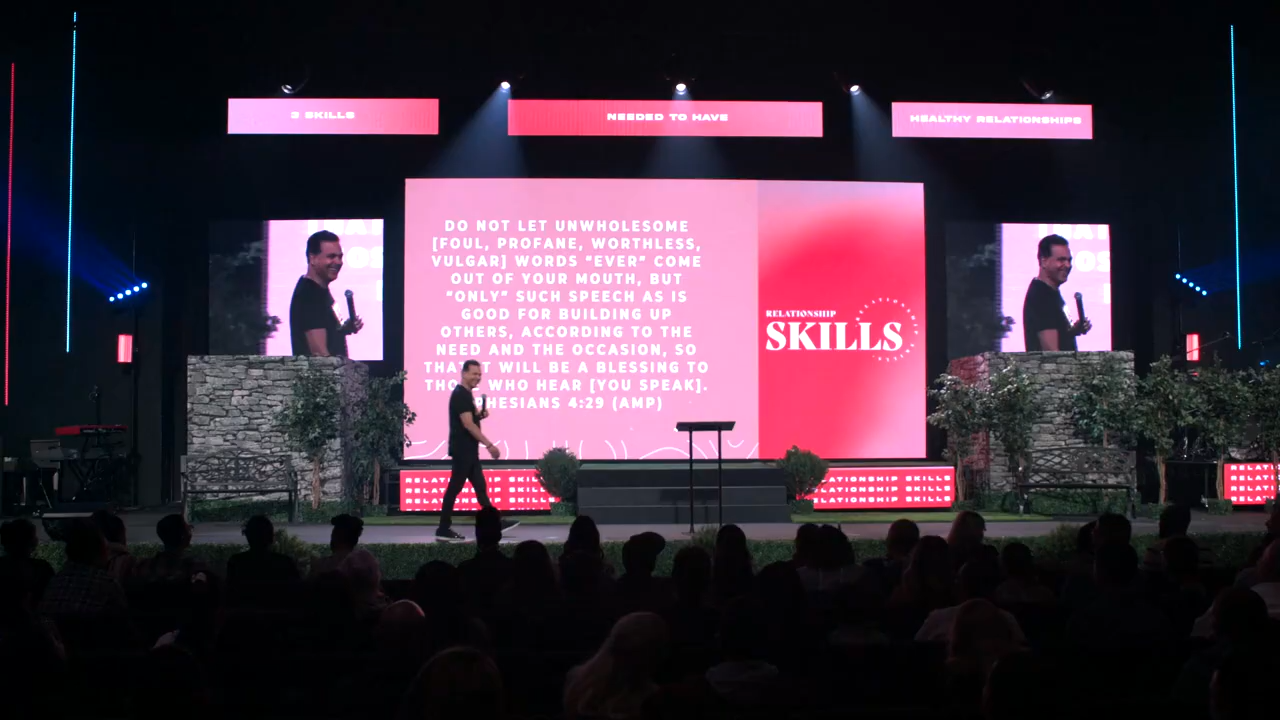 3 SKILLS
NEEDED TO HAVE
HEALTHY RELATIONSHIPS
DO NOT LET UNWHOLESOME
[FOUL, PROFANE, WORTHLESS,
VULGAR] WORDS "EVER" COME
OUT OF YOUR MOUTH, BUT
"ONLY" SUCH SPEECH AS IS
GOOD FOR BUILDING UP
OTHERS, ACCORDING TO THE
NEED AND THE OCCASION, SO
THAT IT WILL BE A BLESSING TO
THOSE WHO HEAR [YOU SPEAK].
EPHESIANS 4:29 (AMP)
RELATIONSHIP
SKILLS
RELATIONSHIP SKILLS
RELATIONSHIP SKILLS